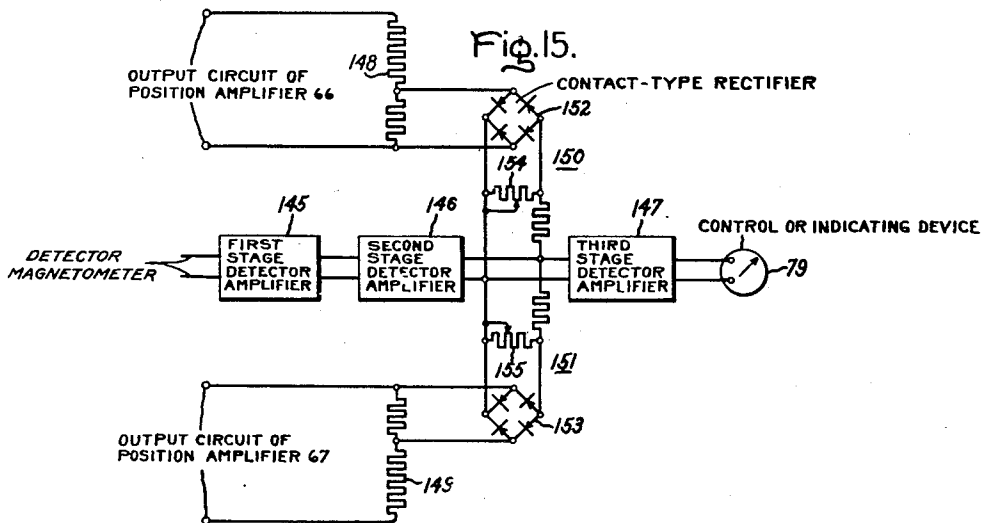 Fig.15.
148
CONTACT-TYPE RECTIFIER
OUTPUT CIRCUIT OF
POSITION AMPLIFIER 66
152
150
154
145
146
147
CONTROL OR INDICATING DEVICE
DETECTOR
MAGNETOMETER
FIRST
STAGE
DETECTOR
AMPLIFIER
SECOND
STAGE
DETECTOR
AMPLIFIER
THIRD
STAGE
DETECTOR
AMPLIFIER
79
155
151
153
OUTPUT CIRCUIT OF
POSITION AMPLIFIER 67
149